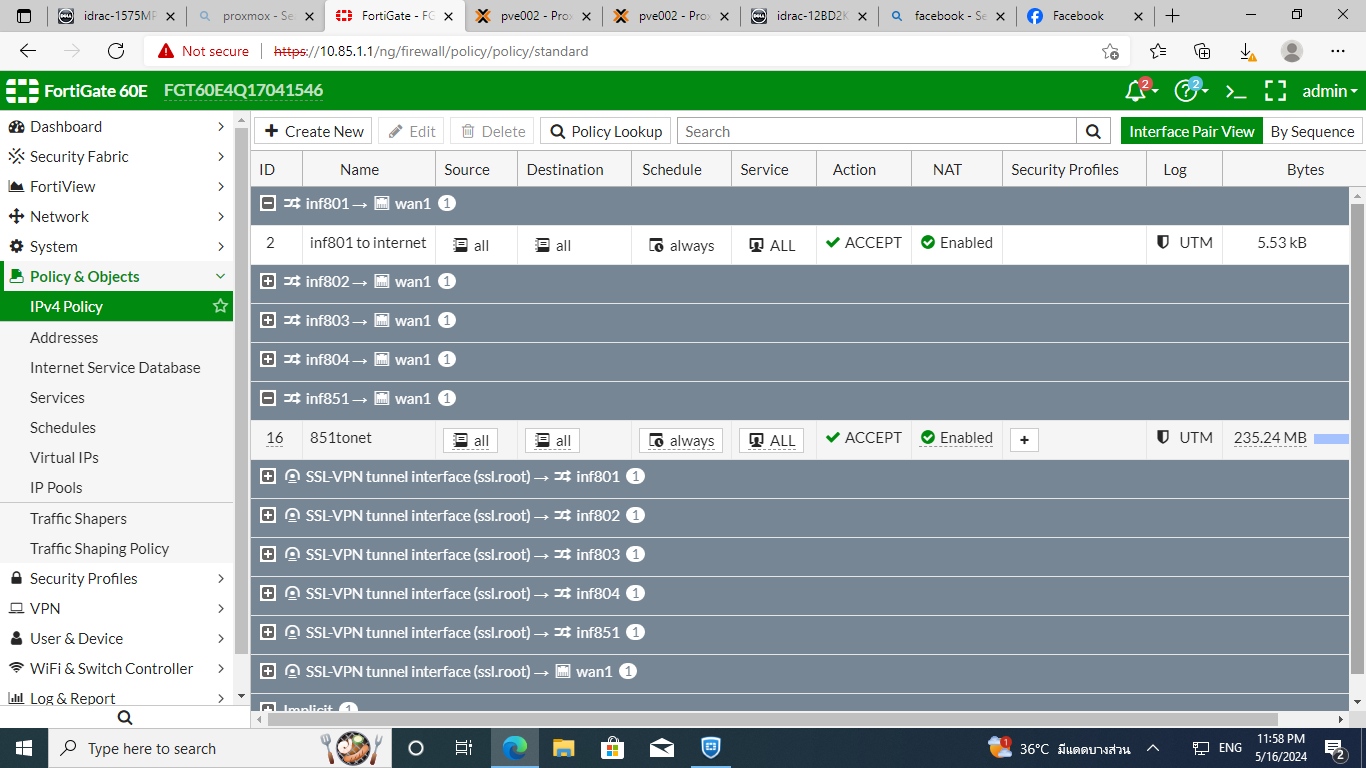 idrac-1575MP
proxmox - Se
FortiGate - FG
pve002 - Prox
pve002 - Prox
idrac-12BD2K
facebook - Se
Facebook
Not secure
https://10.85.1.1/ng/firewall/policy/policy/standard
FortiGate 60E FGT60E4Q17041546
2
2
admin
Dashboard
Security Fabric
FortiView
Network
System
Policy & Objects
IPv4 Policy
Addresses
Internet Service Database
Services
Schedules
Virtual IPs
IP Pools
Traffic Shapers
Traffic Shaping Policy
Security Profiles
VPN
User & Device
WiFi & Switch Controller
Log & Report
Create New Edit Delete Policy Lookup Search Interface Pair View By Sequence
ID Name Source Destination Schedule Service Action NAT Security Profiles Log Bytes
inf801 → wan1 1
2 inf801 to internet all all always ALL ACCEPT Enabled UTM 5.53 kB
inf802 → wan1 1
inf803 → wan1 1
inf804 → wan1 1
inf851 → wan1 1
16 851tonet all all always ALL ACCEPT Enabled UTM 235.24 MB
SSL-VPN tunnel interface (ssl.root) → inf801 1
SSL-VPN tunnel interface (ssl.root) → inf802 1
SSL-VPN tunnel interface (ssl.root) → inf803 1
SSL-VPN tunnel interface (ssl.root) → inf804 1
SSL-VPN tunnel interface (ssl.root) → inf851 1
SSL-VPN tunnel interface (ssl.root) → wan1 1
Implicit 1
Type here to search
1
36°C มีแดดบางส่วน
ENG
11:58 PM
5/16/2024
2